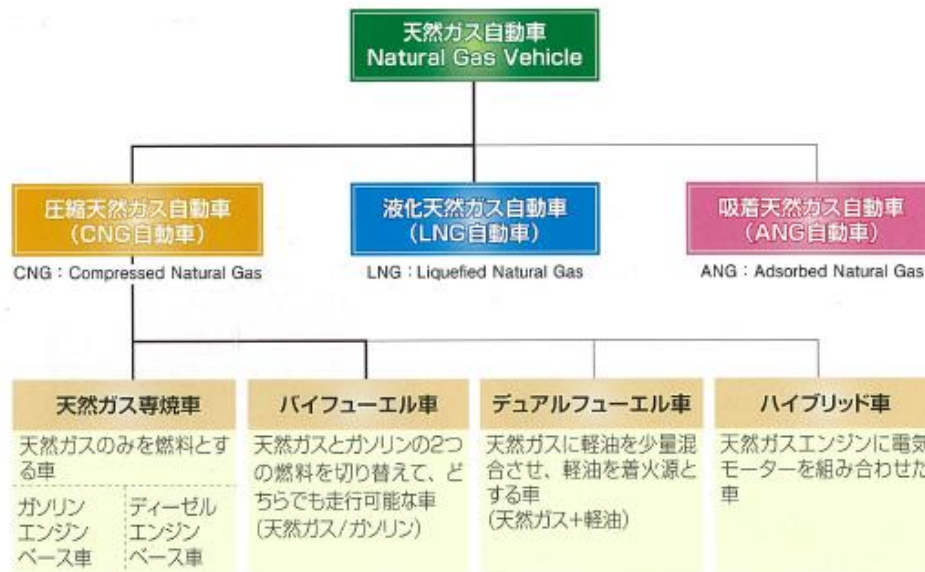 天然ガス自動車
Natural Gas Vehicle
圧縮天然ガス自動車
（CNG自動車）
CNG：Compressed Natural Gas
液化天然ガス自動車
（LNG自動車）
LNG：Liquefied Natural Gas
吸着天然ガス自動車
（ANG自動車）
ANG：Adsorbed Natural Gas
天然ガス専焼車
天然ガスのみを燃料とす
る車
ガソリン
エンジン
ベース車
ディーゼル
エンジン
ベース車
バイフューエル車
天然ガスとガソリンの2つ
の燃料を切り替えて、ど
ちらでも走行可能な車
(天然ガス/ガソリン)
デュアルフューエル車
天然ガスに軽油を少量混
合させ、軽油を着火源と
する車
(天然ガス＋軽油)
ハイブリッド車
天然ガスエンジンに電気
モーターを組み合わせた
車